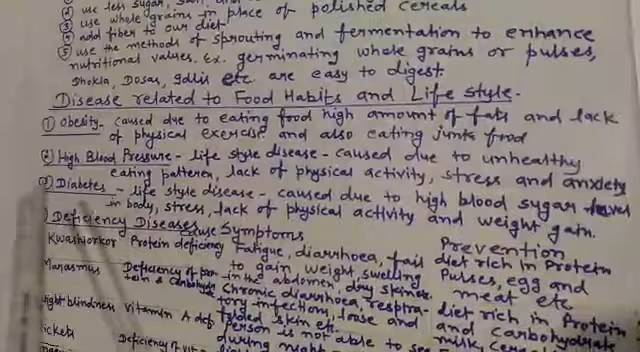 ② use less sugar, salt, and
③ use whole grains in place of polished cereals
④ add fiber to our diet
⑤ use the methods of sprouting and fermentation to enhance
nutritional values. Ex. germinating whole grains or pulses,
Dhokla, Dosas, Idlis etc are easy to digest.
Disease related to Food Habits and Life style-
① Obesity- caused due to eating food high amount of fats and lack
of physical exercise and also eating junks food
② High Blood Pressure - life style disease - caused due to unhealthy
eating patteren, lack of physical activity, stress and anxiety
③ Diabetes - life style disease - caused due to high blood sugar
in body, stress, lack of physical activity and weight gain.
Deficiency Diseases Cause Symptoms Prevention
Kwashiorkor Protein deficiency Fatigue, diarrhoea, fail diet rich in Protein
to gain weight, swelling Pulses, egg and
in the abdomen, dry skin etc. meat etc
Marasmus Deficiency of Protein & Carbohyd Chronic diarrhoea, respra- diet rich in Protein
tory infections, loose and and Carbohydrate
folded skin etc. milk,
night blindness vitamin A def Person is not able to see
during night
Rickets Deficiency of vit